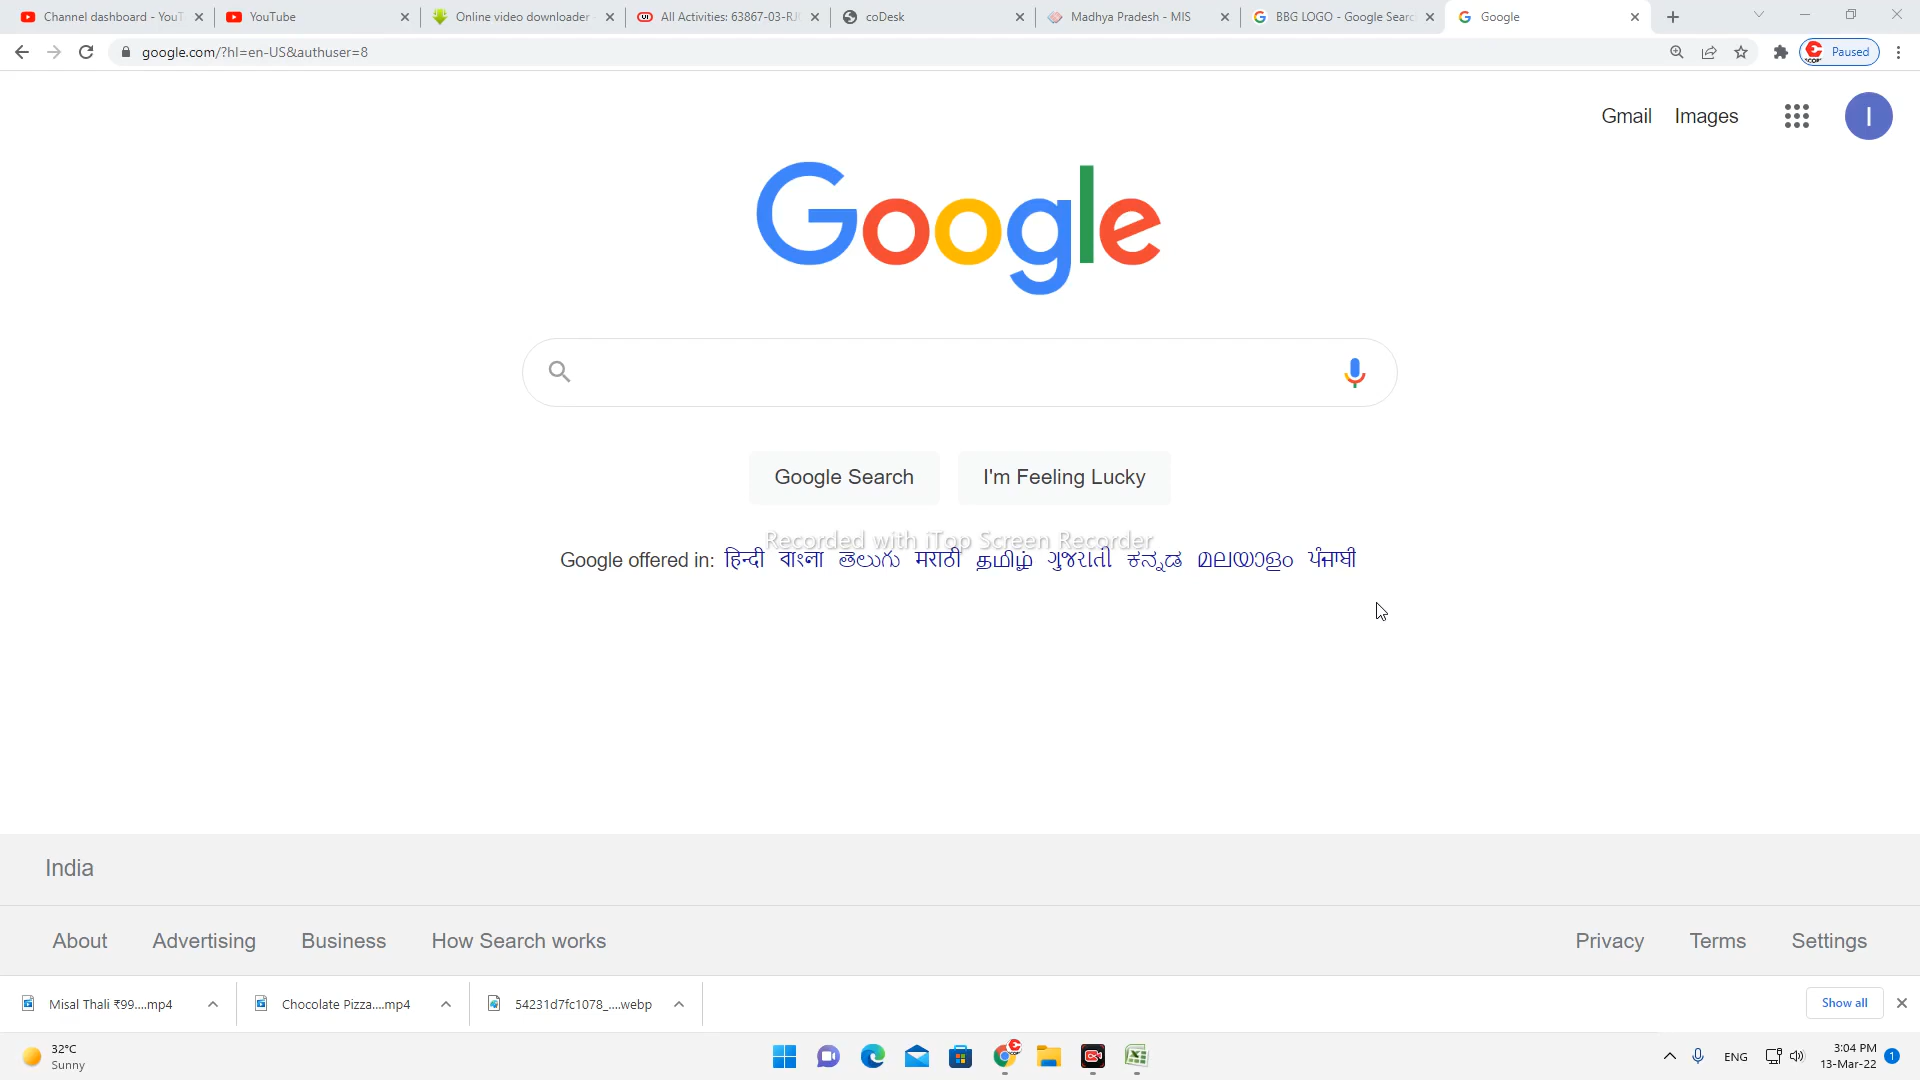 Channel dashboard - YouT
YouTube
Online video downloader
All Activities: 63867-03-RJI
coDesk
Madhya Pradesh - MIS
BBG LOGO - Google Searc
Google
google.com/?hl=en-US&authuser=8
Paused
Gmail Images
I
Google
Google Search
I'm Feeling Lucky
Recorded with iTop Screen Recorder
Google offered in: हिन्दी বাংলা తెలుగు मराठी தமிழ் ગુજરાતી ಕನ್ನಡ മലയാളം ਪੰਜਾਬੀ
India
About Advertising Business How Search works
Privacy Terms Settings
Misal Thali ₹99....mp4
Chocolate Pizza....mp4
54231d7fc1078_....webp
Show all
32°C
Sunny
ENG
3:04 PM
13-Mar-22
1